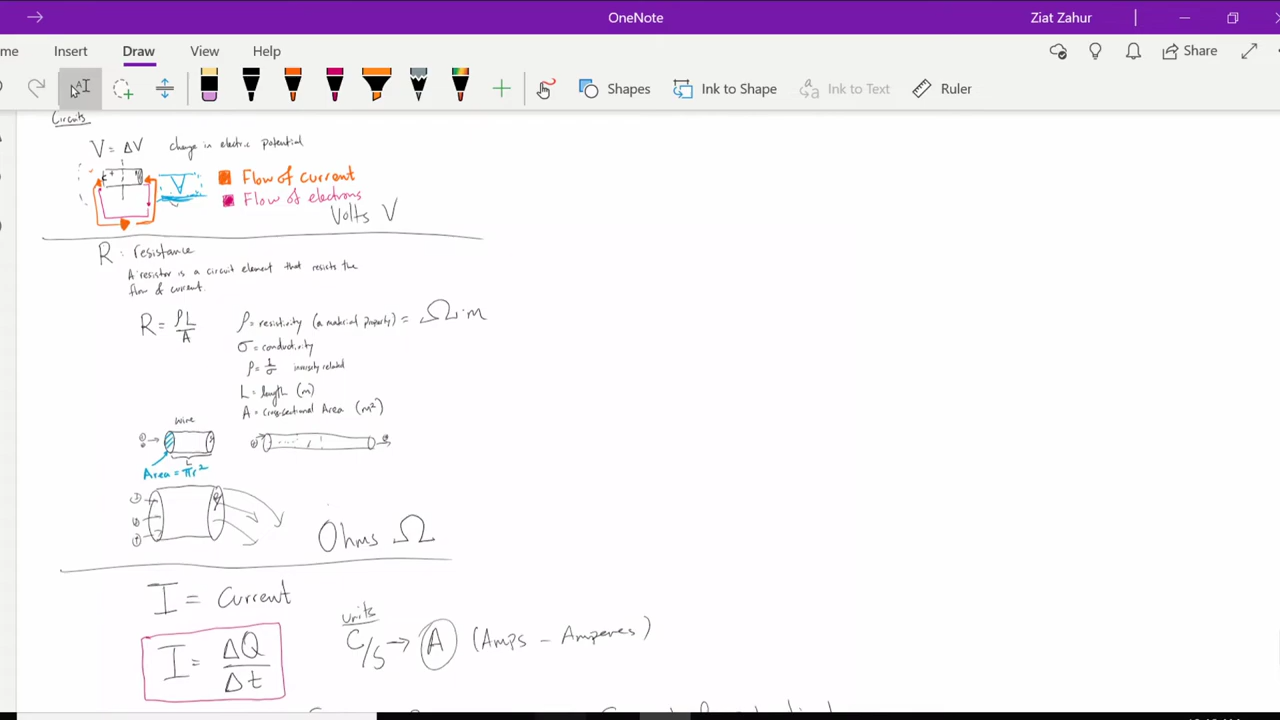 OneNote
Ziat Zahur
me Insert Draw View Help
Share
Shapes
Ink to Shape
Ink to Text
Ruler
Circuits
V = ΔV change in electric potential
Flow of current
Flow of electrons
Volts V
R: resistance
A resistor is a circuit element that resists the
flow of current.
R = ρL/A
ρ = resistivity (a material property) = Ω·m
σ = conductivity
ρ = 1/σ inversely related
L = length (m)
A = cross-sectional Area (m²)
wire
L
Area = πr²
Ohms Ω
I = Current
units
I = ΔQ/Δt
C/S → A (Amps - Amperes)